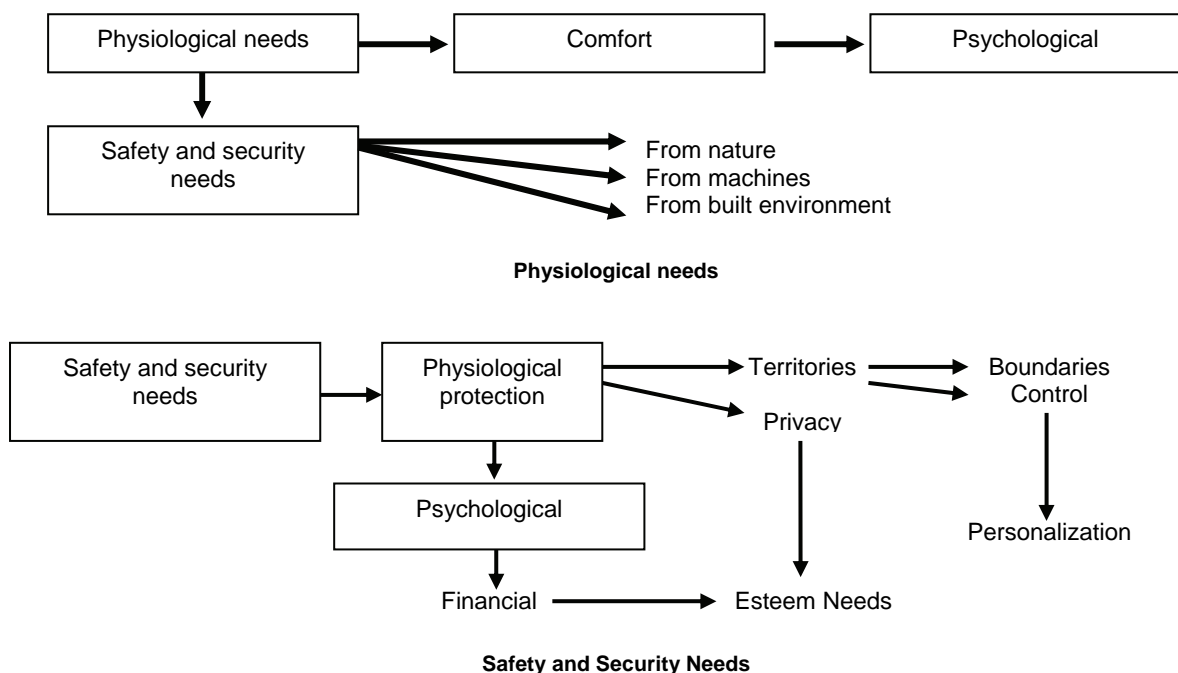 Physiological needs
Comfort
Psychological
Safety and security
needs
From nature
From machines
From built environment
Physiological needs
Safety and security
needs
Physiological
protection
Territories
Boundaries
Control
Privacy
Psychological
Personalization
Financial
Esteem Needs
Safety and Security Needs